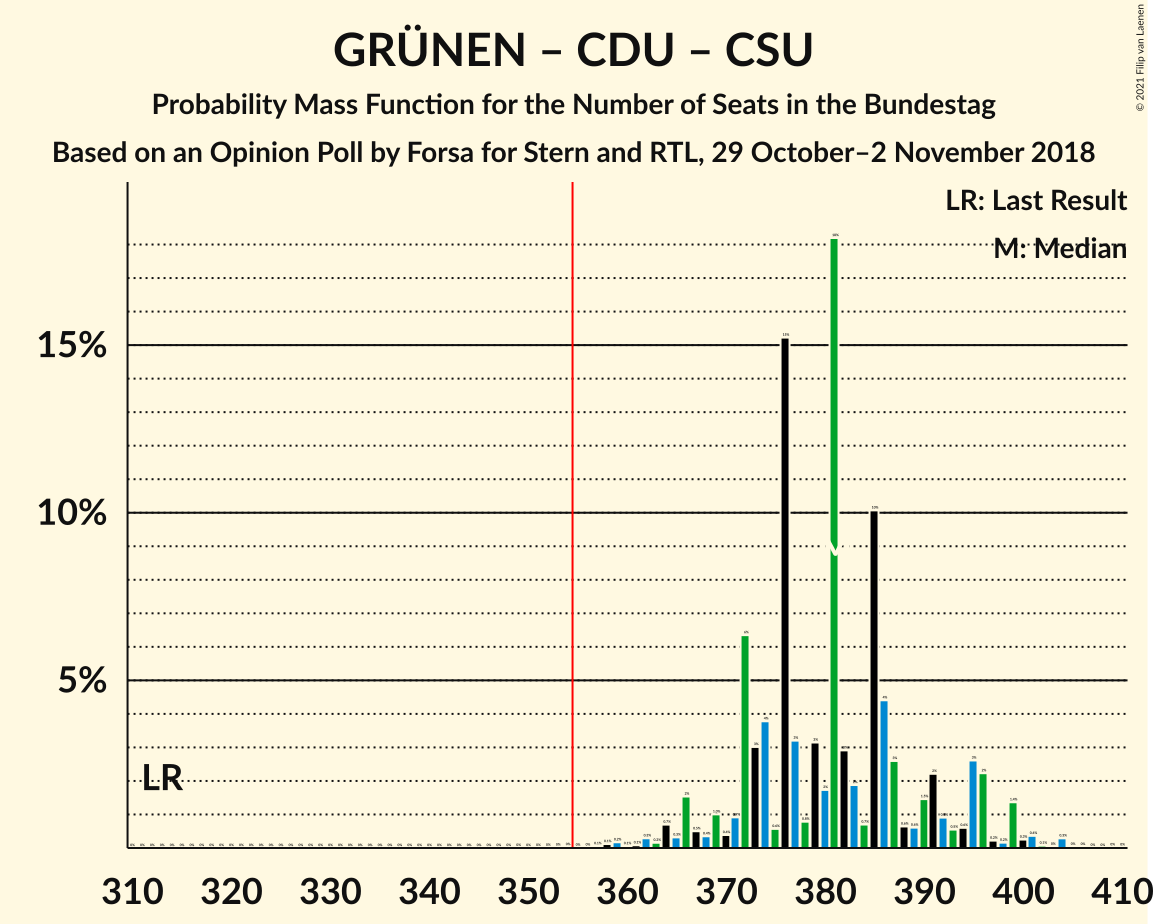 GRÜNEN – CDU – CSU
Probability Mass Function for the Number of Seats in the Bundestag
Based on an Opinion Poll by Forsa for Stern and RTL, 29 October–2 November 2018
© 2021 Filip van Laenen
LR: Last Result
M: Median
15%
10%
5%
LR
310 320 330 340 350 360 370 380 390 400 410